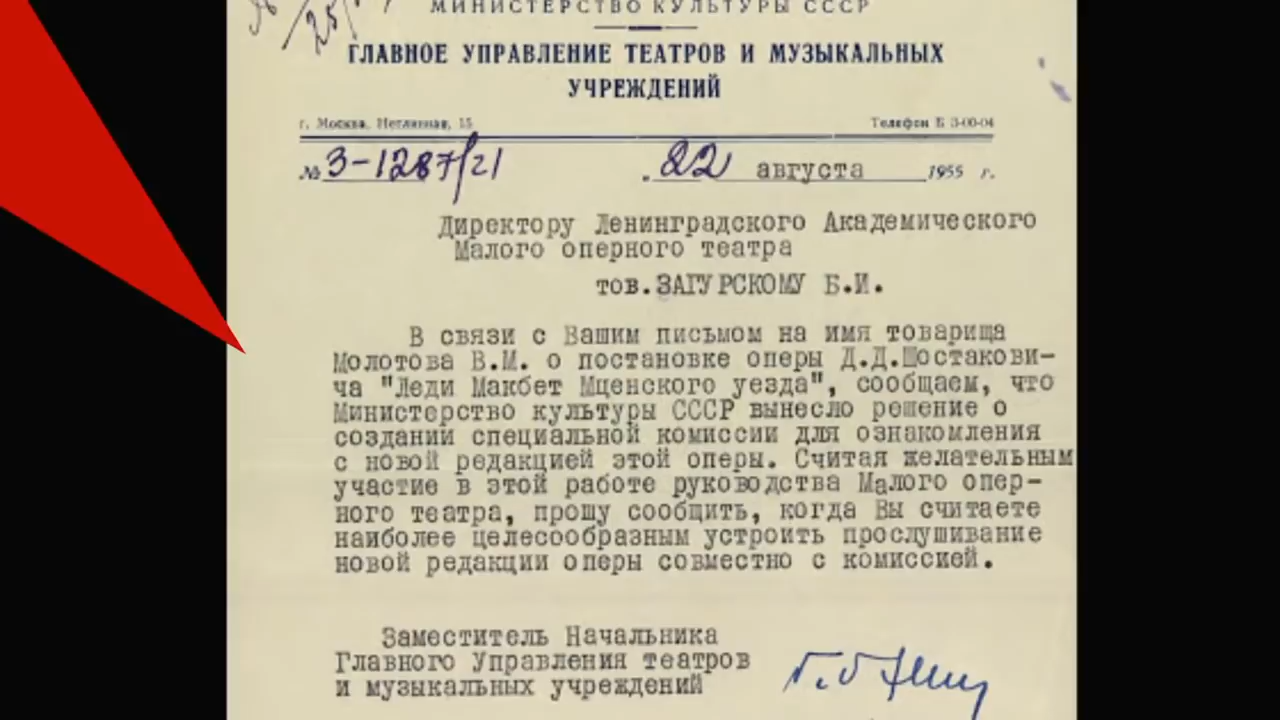 МИНИСТЕРСТВО КУЛЬТУРЫ СССР
ГЛАВНОЕ УПРАВЛЕНИЕ ТЕАТРОВ И МУЗЫКАЛЬНЫХ
УЧРЕЖДЕНИЙ
г. Москва, Неглинная, 15 Телефон Б 3-00-04
№ 3-1287/21 "22 августа 1955 г.
Директору Ленинградского Академического
Малого оперного театра
тов.ЗАГУРСКОМУ Б.И.
В связи с Вашим письмом на имя товарища
Молотова В.М. о постановке оперы Д.Д.Шостакови-
ча "Леди Макбет Мценского уезда", сообщаем, что
Министерство культуры СССР вынесло решение о
создании специальной комиссии для ознакомления
с новой редакцией этой оперы. Считая желательным
участие в этой работе руководства Малого опер-
ного театра, прошу сообщить, когда Вы считаете
наиболее целесообразным устроить прослушивание
новой редакции оперы совместно с комиссией.
Заместитель Начальника
Главного Управления театров
и музыкальных учреждений